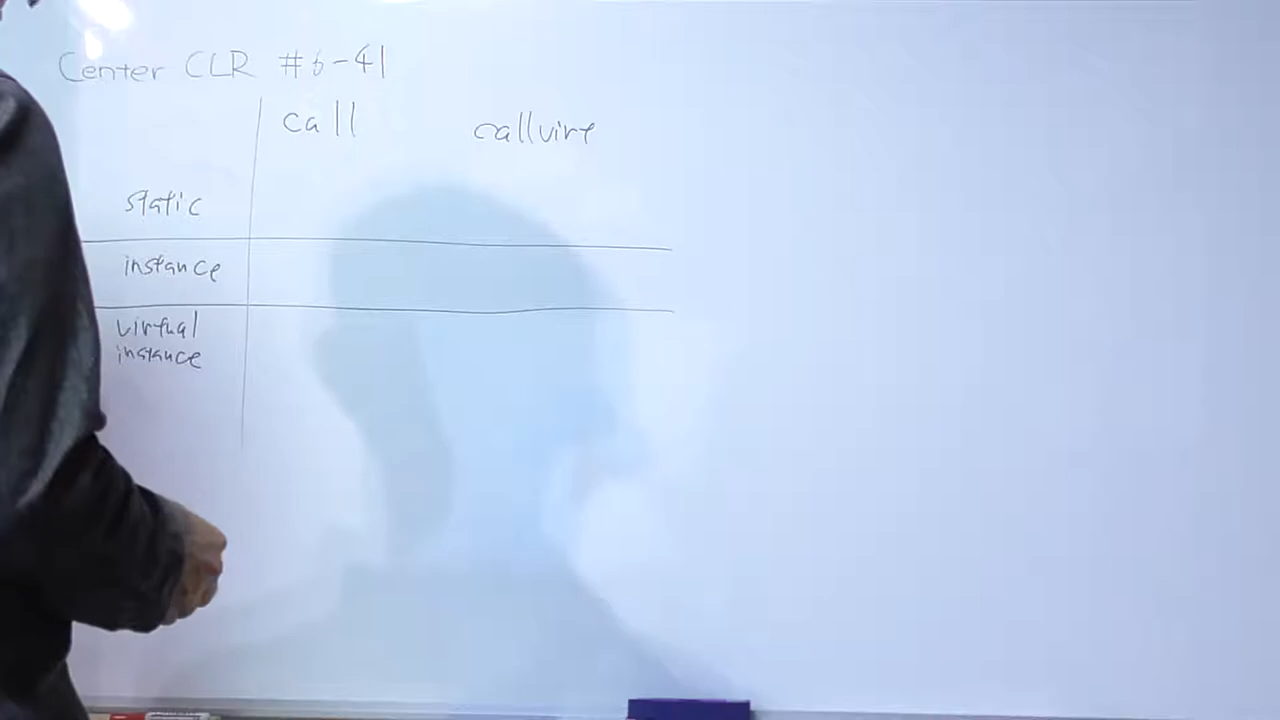 Center CLR #6-41
call callvirt
static
instance
virtual
instance